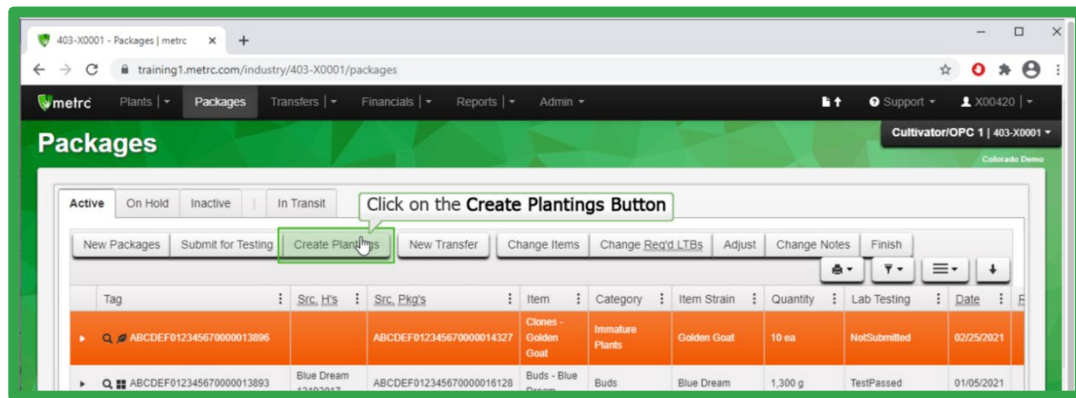 403-X0001 - Packages | metrc
training1.metrc.com/industry/403-X0001/packages
metrc Plants Packages Transfers Financials Reports Admin Support X00420
Packages
Cultivator/OPC 1 | 403-X0001
Colorado Demo
Active On Hold Inactive In Transit
Click on the Create Plantings Button
New Packages Submit for Testing Create Plantings New Transfer Change Items Change Req'd LTBs Adjust Change Notes Finish
Tag Src. H's Src. Pkg's Item Category Item Strain Quantity Lab Testing Date
ABCDEF012345670000013896 ABCDEF012345670000014327 Clones - Golden Goat Immature Plants Golden Goat 10 ea NotSubmitted 02/25/2021
ABCDEF012345670000013893 Blue Dream ABCDEF012345670000016128 Buds - Blue Buds Blue Dream 1,300 g TestPassed 01/05/2021